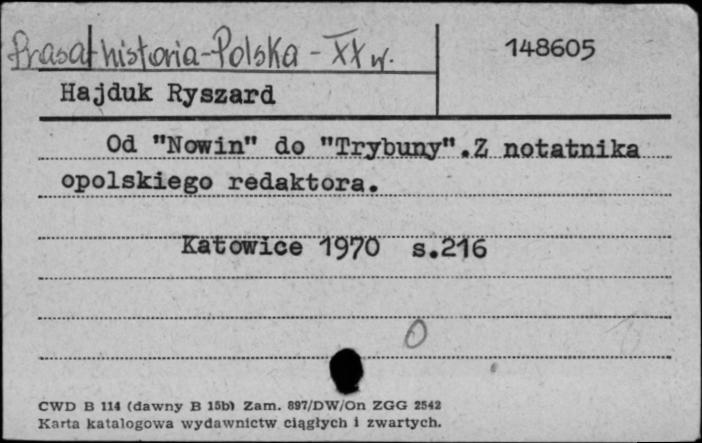 Prasa-historia-Polska-XX w.
148605
Hajduk Ryszard
Od "Nowin" do "Trybuny".Z notatnika
opolskiego redaktora.
Katowice 1970 s.216
0
CWD B 114 (dawny B 15b) Zam. 897/DW/On ZGG 2542
Karta katalogowa wydawnictw ciągłych i zwartych.